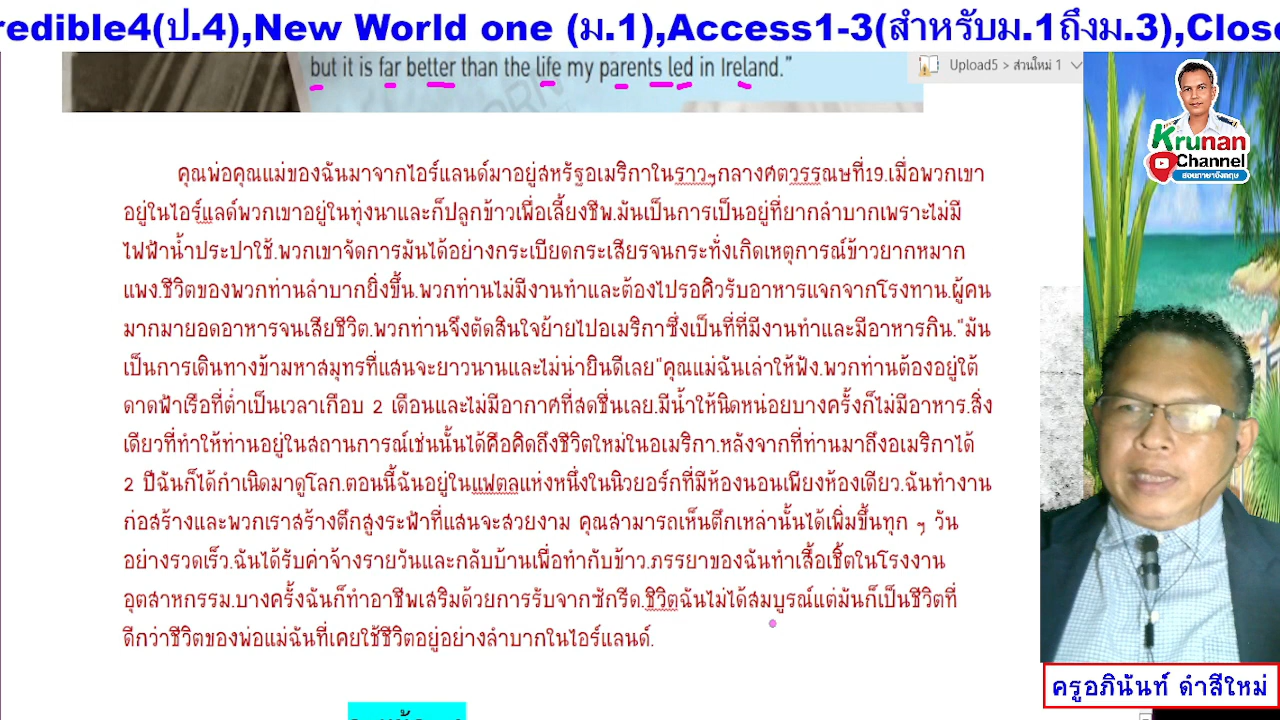 redible4(ป.4),New World one (ม.1),Access1-3(สำหรับม.1ถึงม.3),Close
but it is far better than the life my parents led in Ireland.”
Upload5 > ส่วนใหม่ 1
Krunan
Channel
สอนภาษาอังกฤษ
คุณพ่อคุณแม่ของฉันมาจากไอร์แลนด์มาอยู่สหรัฐอเมริกาในราวๆกลางศตวรรณษที่19.เมื่อพวกเขา
อยู่ในไอร์แลด์พวกเขาอยู่ในทุ่งนาและก็ปลูกข้าวเพื่อเลี้ยงชีพ.มันเป็นการเป็นอยู่ที่ยากลำบากเพราะไม่มี
ไฟฟ้าน้ำประปาใช้.พวกเขาจัดการมันได้อย่างกระเบียดกระเสียรจนกระทั่งเกิดเหตุการณ์ข้าวยากหมาก
แพง.ชีวิตของพวกท่านลำบากยิ่งขึ้น.พวกท่านไม่มีงานทำและต้องไปรอคิวรับอาหารแจกจากโรงทาน.ผู้คน
มากมายอดอาหารจนเสียชีวิต.พวกท่านจึงตัดสินใจย้ายไปอเมริกาซึ่งเป็นที่ที่มีงานทำและมีอาหารกิน."มัน
เป็นการเดินทางข้ามหาสมุทรที่แสนจะยาวนานและไม่น่ายินดีเลย"คุณแม่ฉันเล่าให้ฟัง.พวกท่านต้องอยู่ใต้
ดาดฟ้าเรือที่ต่ำเป็นเวลาเกือบ 2 เดือนและไม่มีอากาศที่สดชื่นเลย.มีน้ำให้นิดหน่อยบางครั้งก็ไม่มีอาหาร.สิ่ง
เดียวที่ทำให้ท่านอยู่ในสถานการณ์เช่นนั้นได้คือคิดถึงชีวิตใหม่ในอเมริกา.หลังจากที่ท่านมาถึงอเมริกาได้
2 ปีฉันก็ได้กำเนิดมาดูโลก.ตอนนี้ฉันอยู่ในแฟตลแห่งหนึ่งในนิวยอร์กที่มีห้องนอนเพียงห้องเดียว.ฉันทำงาน
ก่อสร้างและพวกเราสร้างตึกสูงระฟ้าที่แสนจะสวยงาม คุณสามารถเห็นตึกเหล่านั้นได้เพิ่มขึ้นทุก ๆ วัน
อย่างรวดเร็ว.ฉันได้รับค่าจ้างรายวันและกลับบ้านเพื่อทำกับข้าว.ภรรยาของฉันทำเสื้อเชิ้ตในโรงงาน
อุตสาหกรรม.บางครั้งฉันก็ทำอาชีพเสริมด้วยการรับจากซักรีด.ชิวิตฉันไม่ได้สมบูรณ์แต่มันก็เป็นชีวิตที่
ดีกว่าชีวิตของพ่อแม่ฉันที่เคยใช้ชีวิตอยู่อย่างลำบากในไอร์แลนด์.
ครูอภินันท์ ดำสีใหม่